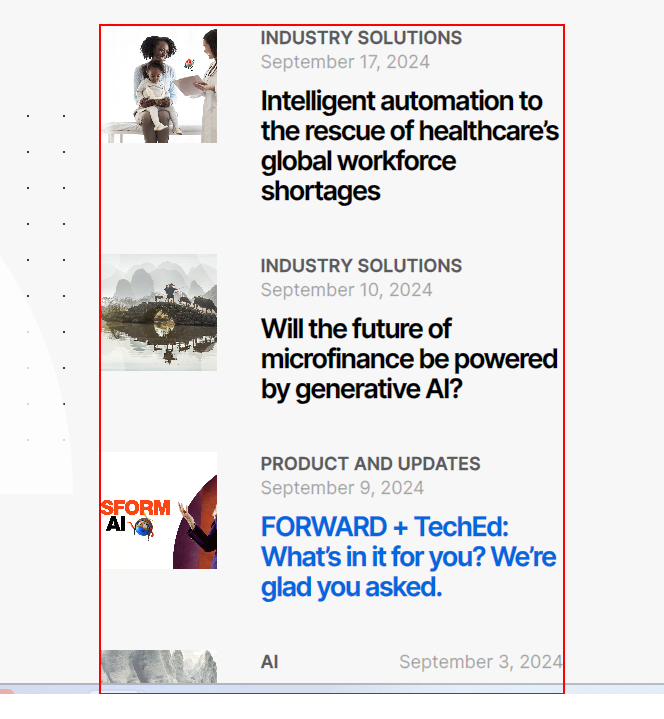 INDUSTRY SOLUTIONS
September 17, 2024
Intelligent automation to
the rescue of healthcare’s
global workforce
shortages
INDUSTRY SOLUTIONS
September 10, 2024
Will the future of
microfinance be powered
by generative AI?
PRODUCT AND UPDATES
September 9, 2024
SFORM
AI
FORWARD + TechEd:
What’s in it for you? We’re
glad you asked.
AI
September 3, 2024